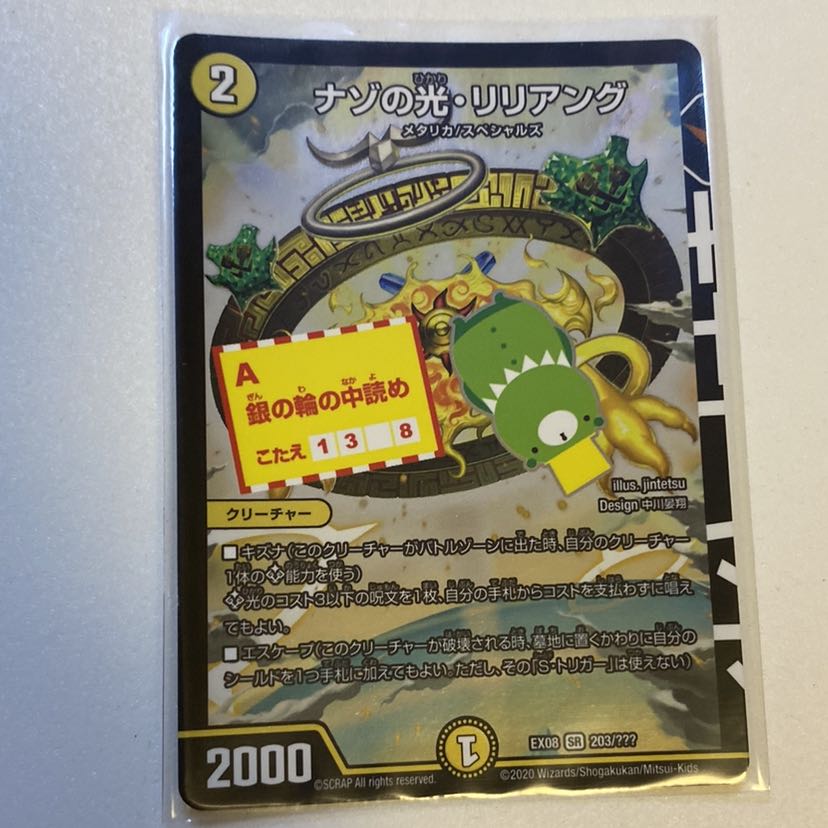 2
ナゾの光・リリアング
ひかり
メタリカ/スペシャルズ
A
銀の輪の中読め
ぎん わ なか よ
こたえ 1 3 8
illus. jintetsu
Design 中川晏翔
クリーチャー
■ キズナ(このクリーチャーがバトルゾーンに出た時、自分のクリーチャー
1体の能力を使う)
光のコスト3以下の呪文を1枚、自分の手札からコストを支払わずに唱え
てもよい。
■ エスケープ(このクリーチャーが破壊される時、墓地に置くかわりに自分の
シールドを1つ手札に加えてもよい。ただし、その「S・トリガー」は使えない)
2000
1
EX08 SR 203/???
©SCRAP All rights reserved.
©2020 Wizards/Shogakukan/Mitsui-Kids